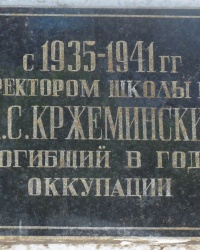 с 1935-1941 гг
РЕКТОРОМ ШКОЛЫ
.С. КРЖЕМИНСКИ
ОГИБШИЙ В ГОД
ОККУПАЦИИ